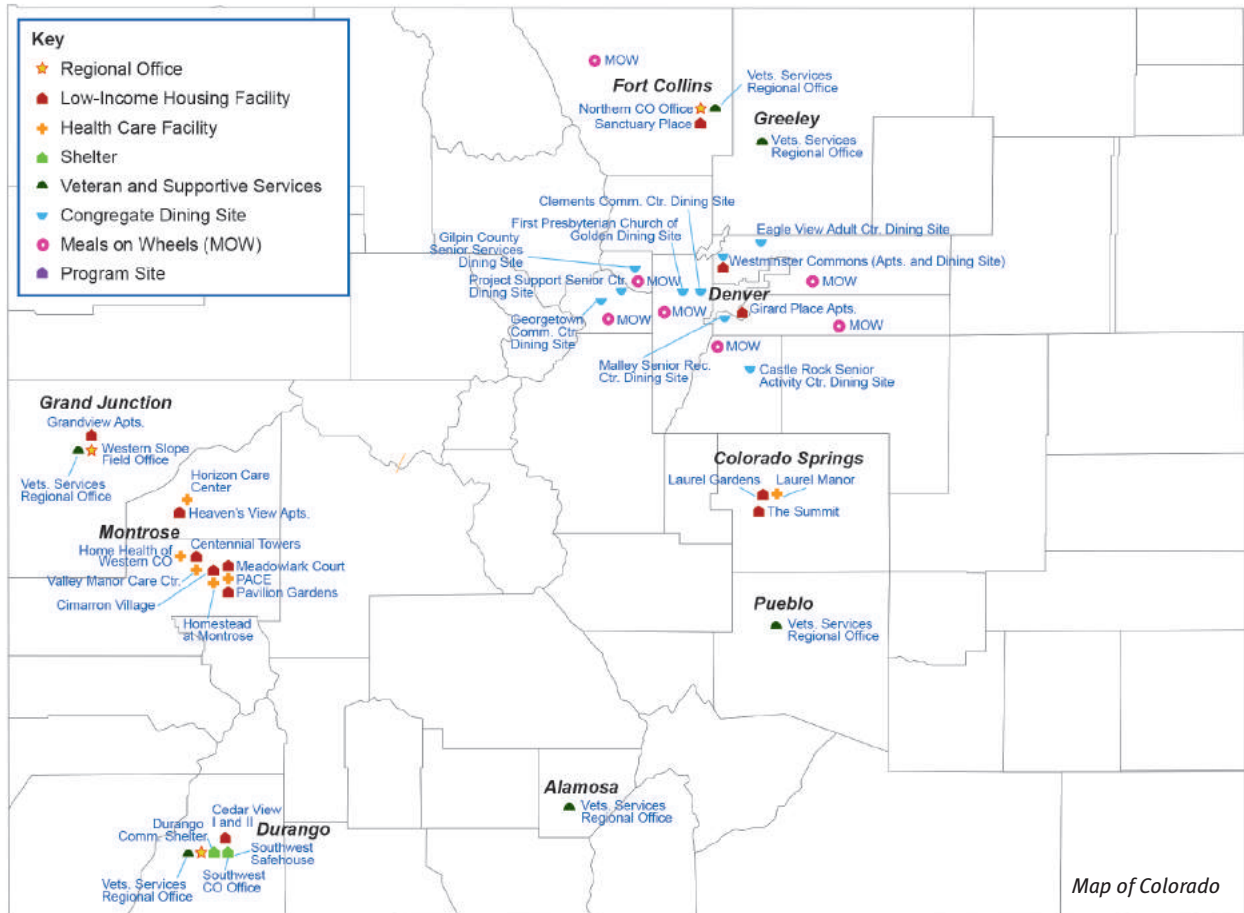 Key
Regional Office
Low-Income Housing Facility
Health Care Facility
Shelter
Veteran and Supportive Services
Congregate Dining Site
Meals on Wheels (MOW)
Program Site
MOW
Fort Collins
Northern CO Office
Sanctuary Place
Vets. Services
Regional Office
Greeley
Vets. Services
Regional Office
Clements Comm. Ctr. Dining Site
First Presbyterian Church of
Golden Dining Site
Gilpin County
Senior Services
Dining Site
Eagle View Adult Ctr. Dining Site
Westminster Commons (Apts. and Dining Site)
Project Support Senior Ctr.
Dining Site
MOW
MOW
Denver
Girard Place Apts.
Georgetown
Comm. Ctr.
Dining Site
MOW
MOW
MOW
Malley Senior Rec.
Ctr. Dining Site
Castle Rock Senior
Activity Ctr. Dining Site
Grand Junction
Grandview Apts.
Western Slope
Field Office
Vets. Services
Regional Office
Horizon Care
Center
Heaven's View Apts.
Montrose
Home Health of
Western CO
Centennial Towers
Valley Manor Care Ctr.
Meadowlark Court
PACE
Pavilion Gardens
Cimarron Village
Homestead
at Montrose
Colorado Springs
Laurel Gardens
Laurel Manor
The Summit
Pueblo
Vets. Services
Regional Office
Alamosa
Vets. Services
Regional Office
Cedar View
I and II
Durango
Comm. Shelter
Durango
Southwest
Safehouse
Vets. Services
Regional Office
Southwest
CO Office
Map of Colorado